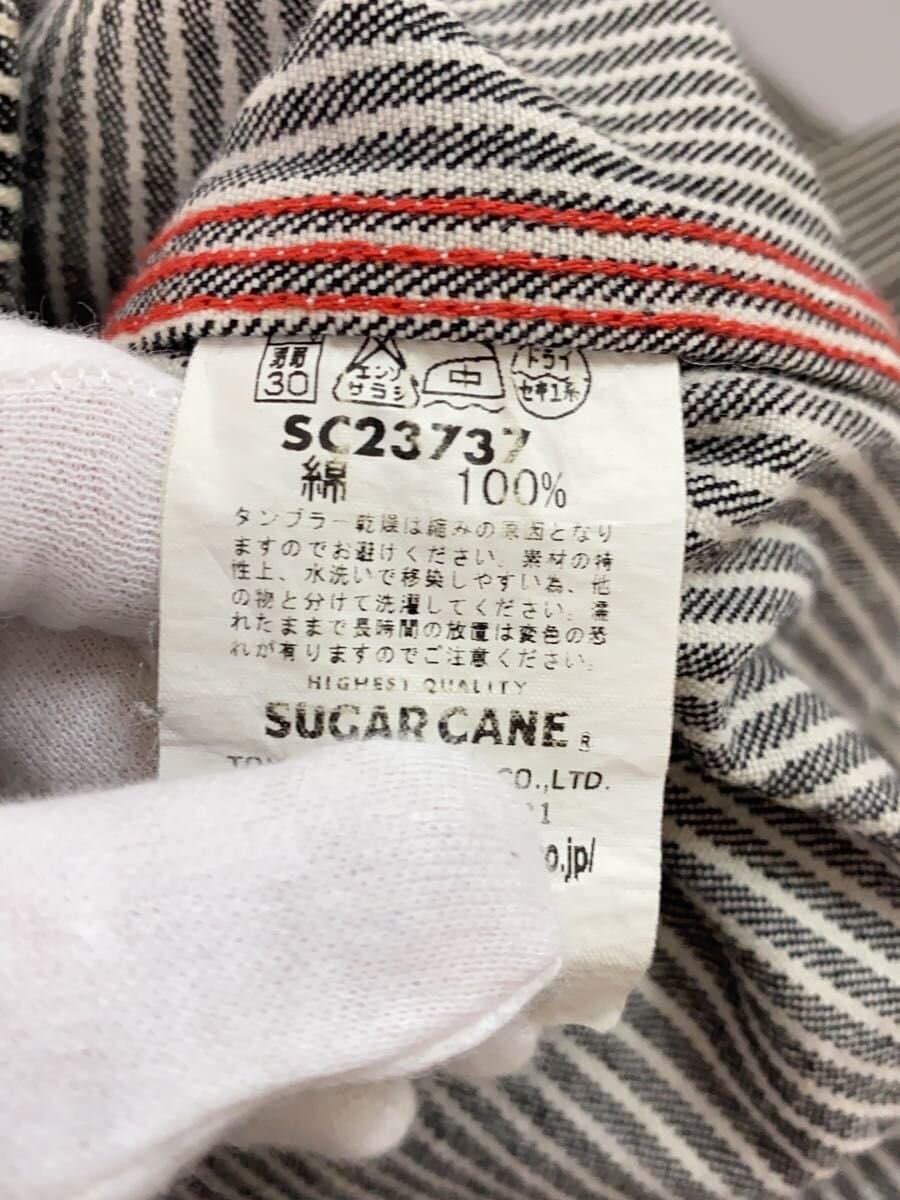 30
エンソ
サラシ
中
ドライ
セキユ系
SC23737
綿 100%
タンブラー乾燥は縮みの原因となり
ますのでお避けください。素材の特
性上、水洗いで移染しやすい為、他
の物と分けて洗濯してください。濡
れたままで長時間の放置は変色の恐
れが有りますのでご注意ください。
HIGHEST QUALITY
SUGAR CANE ®
CO.,LTD.
o.jp/